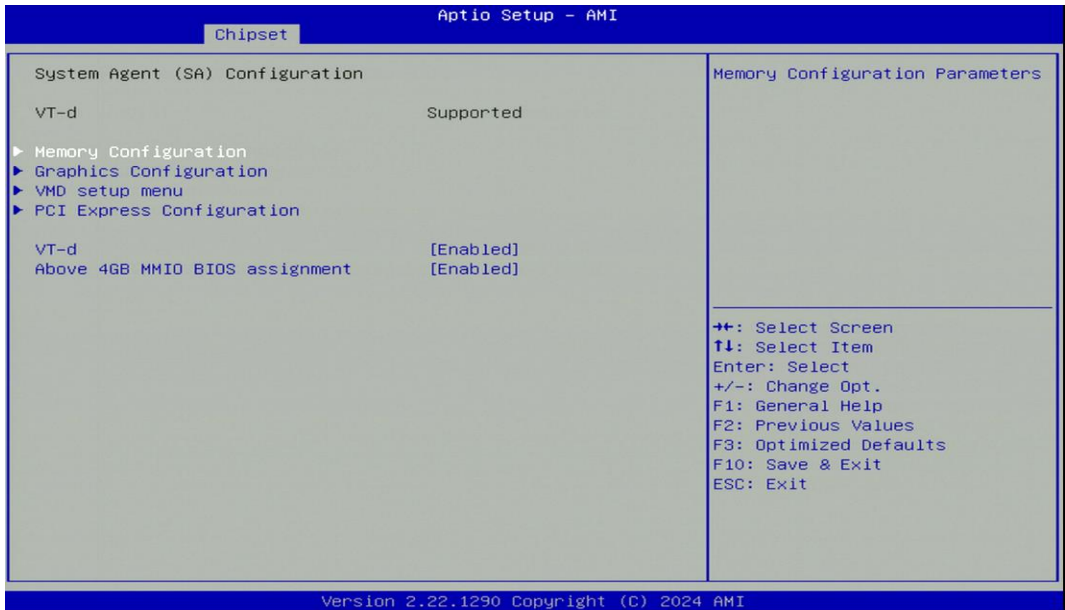 Aptio Setup - AMI
Chipset
System Agent (SA) Configuration
VT-d Supported
▶ Memory Configuration
▶ Graphics Configuration
▶ VMD setup menu
▶ PCI Express Configuration
VT-d [Enabled]
Above 4GB MMIO BIOS assignment [Enabled]
Memory Configuration Parameters
→←: Select Screen
↑↓: Select Item
Enter: Select
+/-: Change Opt.
F1: General Help
F2: Previous Values
F3: Optimized Defaults
F10: Save & Exit
ESC: Exit
Version 2.22.1290 Copyright (C) 2024 AMI